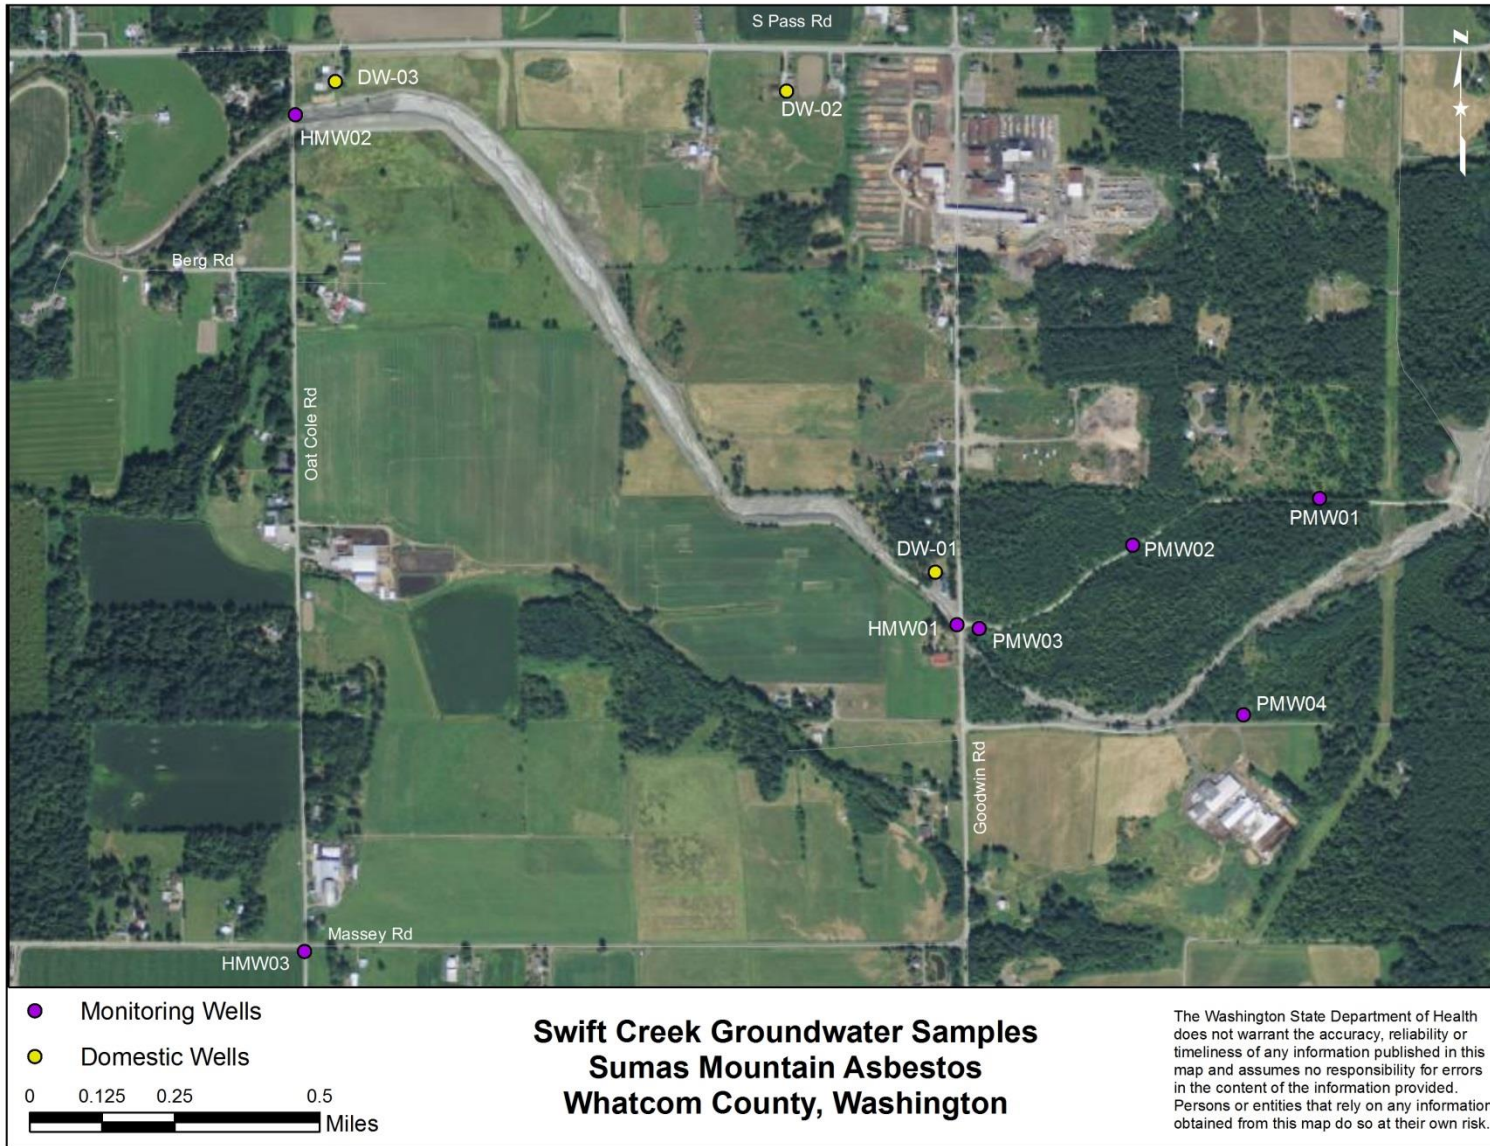 S Pass Rd
N
DW-03
DW-02
HMW02
Berg Rd
Oat Cole Rd
PMW01
PMW02
DW-01
HMW01
PMW03
PMW04
Goodwin Rd
Massey Rd
HMW03
Monitoring Wells
Domestic Wells
0 0.125 0.25 0.5
Miles
Swift Creek Groundwater Samples
Sumas Mountain Asbestos
Whatcom County, Washington
The Washington State Department of Health
does not warrant the accuracy, reliability or
timeliness of any information published in this
map and assumes no responsibility for errors
in the content of the information provided.
Persons or entities that rely on any information
obtained from this map do so at their own risk.